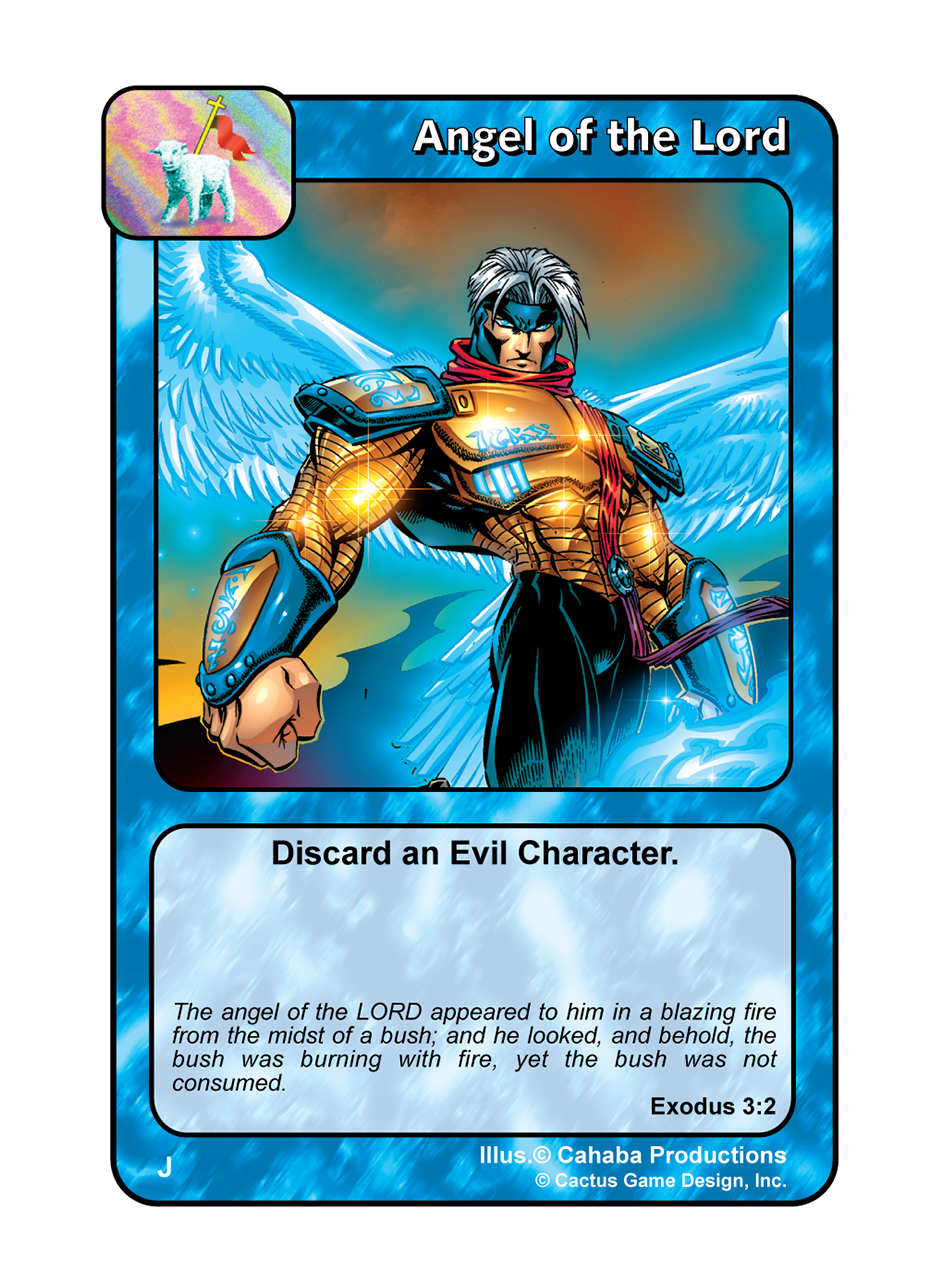 Angel of the Lord
Discard an Evil Character.
The angel of the LORD appeared to him in a blazing fire
from the midst of a bush; and he looked, and behold, the
bush was burning with fire, yet the bush was not
consumed.
Exodus 3:2
J
Illus.© Cahaba Productions
© Cactus Game Design, Inc.